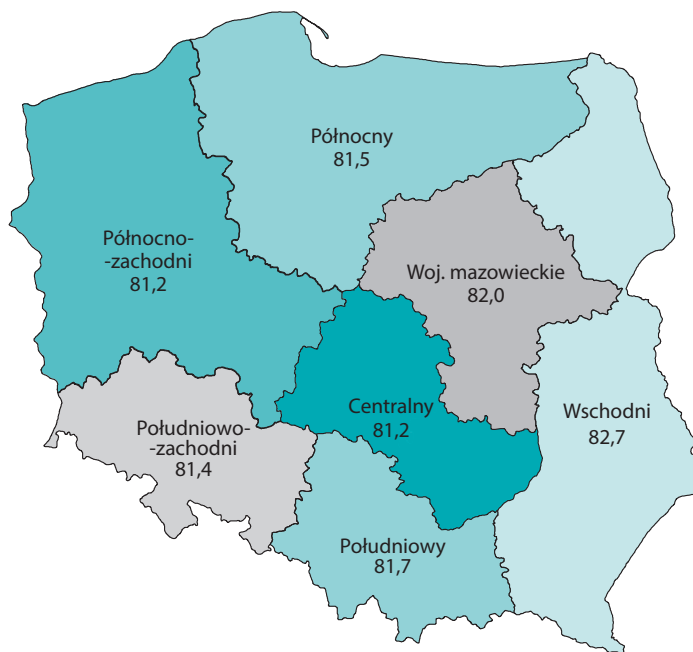 Północny
81,5
Północno-
-zachodni
81,2
Woj. mazowieckie
82,0
Centralny
81,2
Wschodni
82,7
Południowo-
-zachodni
81,4
Południowy
81,7